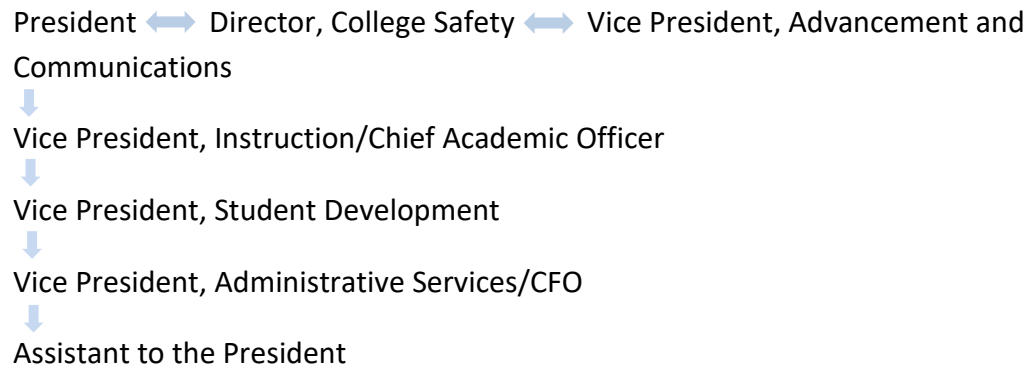 President Director, College Safety Vice President, Advancement and
Communications
Vice President, Instruction/Chief Academic Officer
Vice President, Student Development
Vice President, Administrative Services/CFO
Assistant to the President